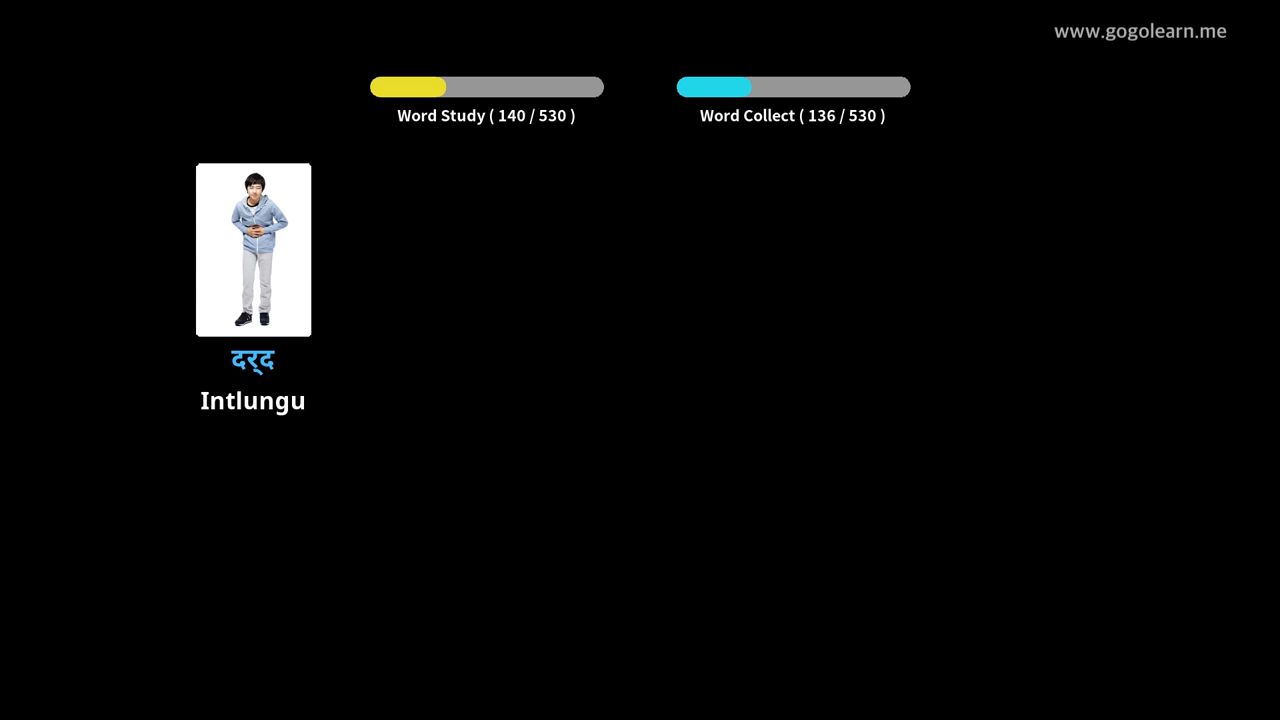 www.gogolearn.me
Word Study ( 140 / 530 )
Word Collect ( 136 / 530 )
दर्द
Intlungu